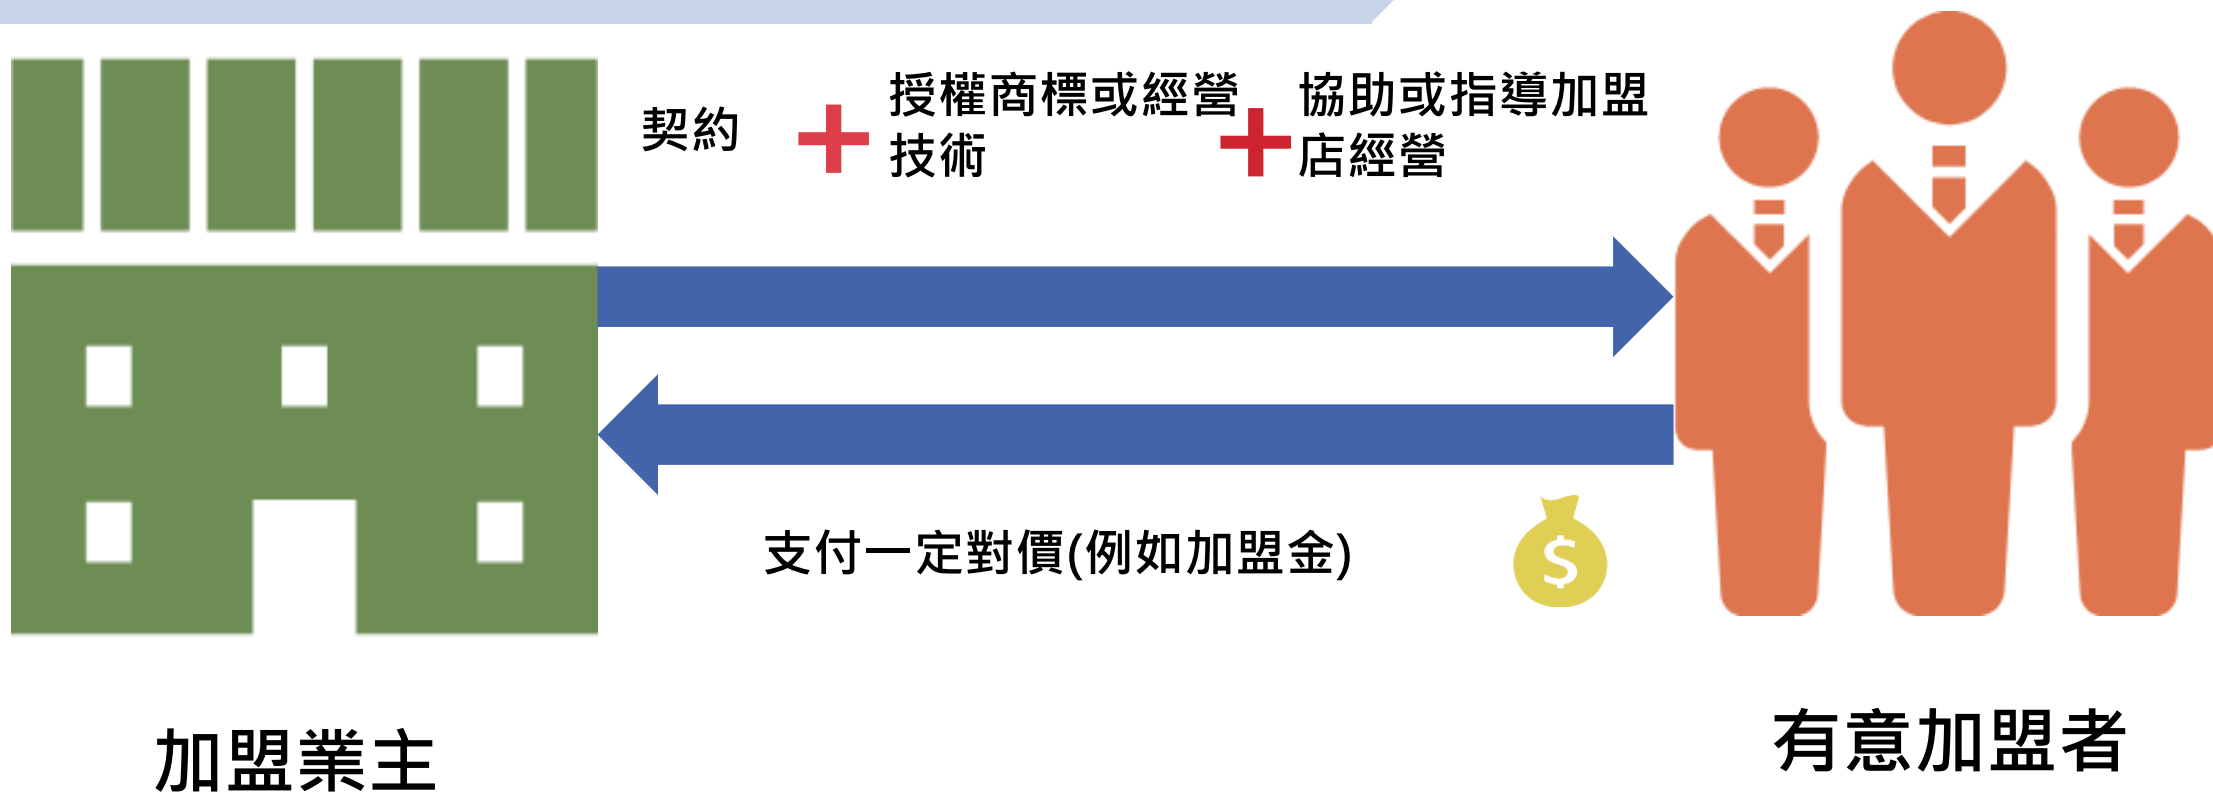 契約
授權商標或經營
技術
協助或指導加盟
店經營
支付一定對價(例如加盟金)
$
加盟業主
有意加盟者